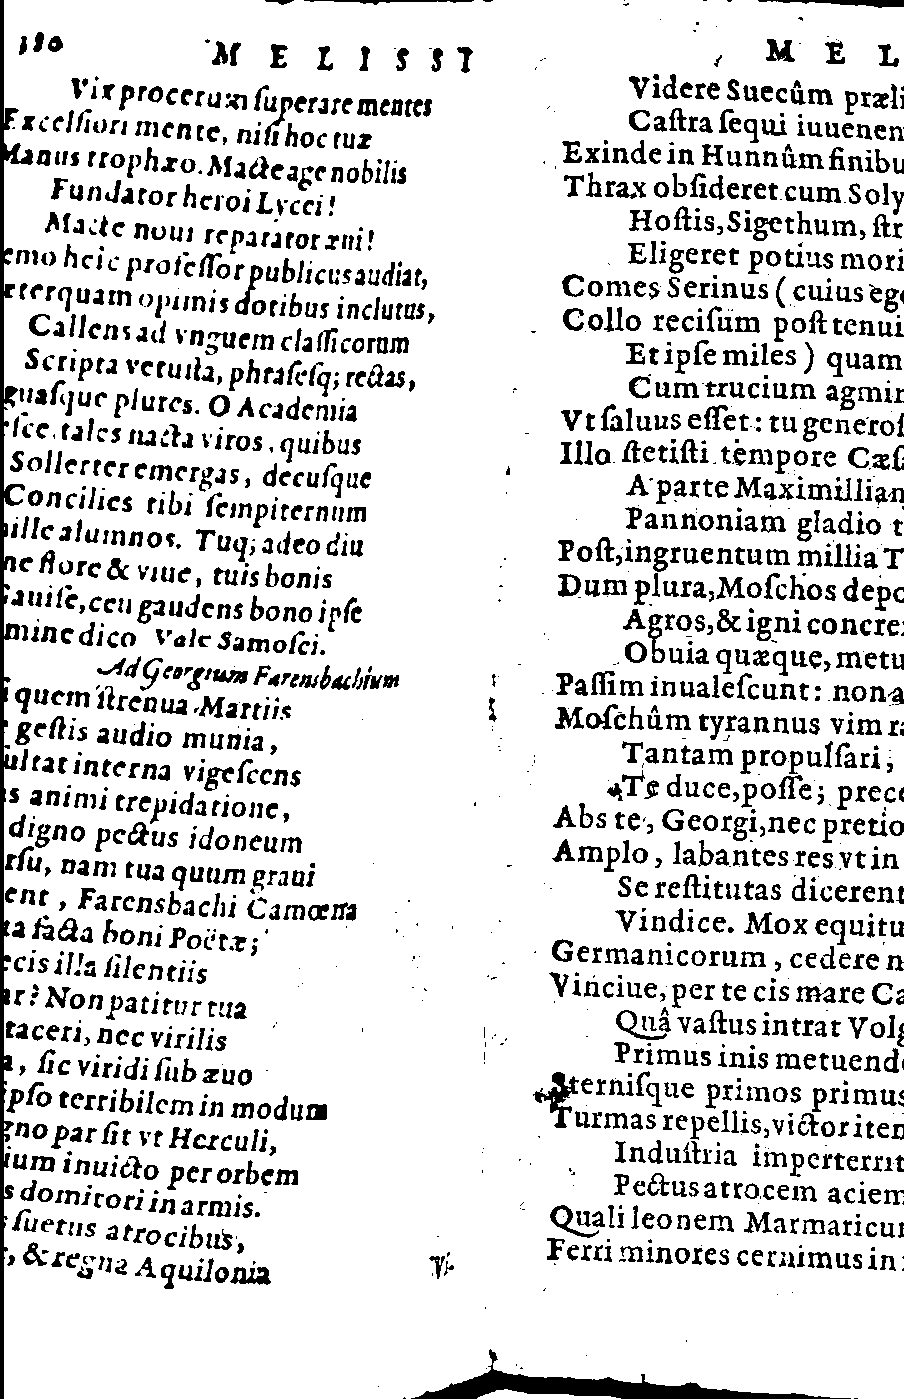 380
MELISSI
Vix procerum ſuperare mentes
Excelſiori mente, niſi hoc tuæ
Manus trophæo. Macte age nobilis
Fundator heroi Lycei!
Macte noui reparator æui!
emo heic profeſſor publicus audiat,
terquam opimis dotibus inclutus,
Callens ad vnguem claſſicorum
Scripta vetuſta, phraſeſq; rectas,
guaſque plures. O Academia
eſce, tales nacta viros, quibus
Sollerter emergas, decuſque
Concilies tibi ſempiternum
mille alumnos. Tuq; adeo diu
ne flore & viue, tuis bonis
Gauiſe, ceu gaudens bono ipſe
mine dico Vale Samoſci.
Ad Georgium Farensbachium
quem ſtrenua Martiis
geſtis audio munia,
ultat interna vigeſcens
s animi trepidatione,
digno pectus idoneum
rſu, nam tua quum graui
ent, Farensbachi Camœna
ta facta boni Poëtæ;
ecis illa ſilentiis
ar? Non patitur tua
taceri, nec virilis
a, ſic viridi ſub æuo
ipſo terribilem in modum
gno par ſit vt Herculi,
ium inuicto per orbem
s domitori in armis.
ſuetus atrocibus,
, & regna Aquilonia
Vi-
MEL
Videre Suecûm præli
Caſtra ſequi iuuenem
Exinde in Hunnûm finibu
Thrax obſideret cum Soly
Hoſtis, Sigethum, ſtr
Eligeret potius mori
Comes Serinus (cuius ego
Collo reciſum poſt tenui
Et ipſe miles) quam
Cum trucium agmin
Vt ſaluus eſſet: tu generoſ
Illo ſtetiſti tempore Cæſa
A parte Maximillian
Pannoniam gladio t
Poſt, ingruentum millia T
Dum plura, Moſchos depo
Agros, & igni concre
Obuia quæque, metu
Paſſim inualeſcunt: non a
Moſchûm tyrannus vim ra
Tantam propulſari,
Te duce, poſſe; prece
Abs te, Georgi, nec pretio
Amplo, labantes res vt in
Se reſtitutas dicerent
Vindice. Mox equitu
Germanicorum, cedere n
Vinciue, per te cis mare Ca
Quâ vaſtus intrat Volg
Primus inis metuend
Sterniſque primos primus
Turmas repellis, victor item
Induſtria imperterrit
Pectus atrocem aciem
Quali leonem Marmaricu
Ferri minores cernimus in